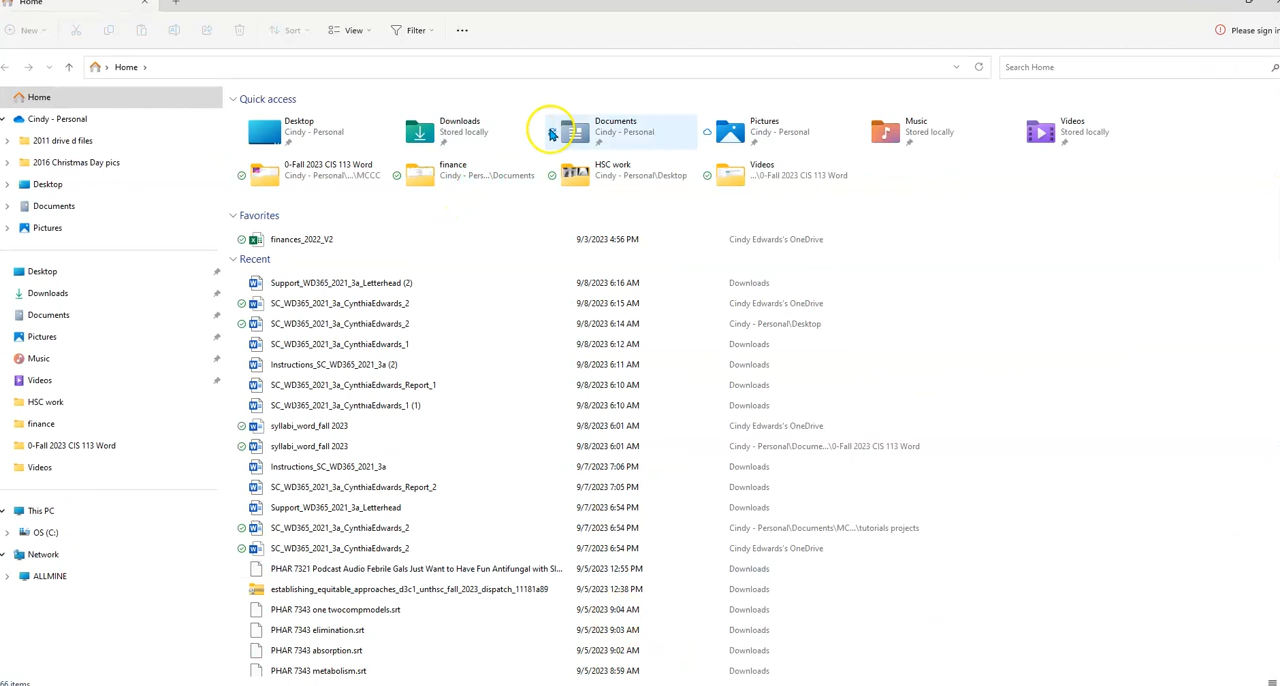 Home
New
Sort
View
Filter
Please sign in
Home
Search Home
Home
Cindy - Personal
2011 drive d files
2016 Christmas Day pics
Desktop
Documents
Pictures
Desktop
Downloads
Documents
Pictures
Music
Videos
HSC work
finance
0-Fall 2023 CIS 113 Word
Videos
This PC
OS (C:)
Network
ALLMINE
Quick access
Desktop
Cindy - Personal
Downloads
Stored locally
Documents
Cindy - Personal
Pictures
Cindy - Personal
Music
Stored locally
Videos
Stored locally
0-Fall 2023 CIS 113 Word
Cindy - Personal\...\MCCC
finance
Cindy - Pers...\Documents
HSC work
Cindy - Personal\Desktop
Videos
...\0-Fall 2023 CIS 113 Word
Favorites
finances_2022_V2 9/3/2023 4:56 PM Cindy Edwards's OneDrive
Recent
Support_WD365_2021_3a_Letterhead (2) 9/8/2023 6:16 AM Downloads
SC_WD365_2021_3a_CynthiaEdwards_2 9/8/2023 6:15 AM Cindy Edwards's OneDrive
SC_WD365_2021_3a_CynthiaEdwards_2 9/8/2023 6:14 AM Cindy - Personal\Desktop
SC_WD365_2021_3a_CynthiaEdwards_1 9/8/2023 6:12 AM Downloads
Instructions_SC_WD365_2021_3a (2) 9/8/2023 6:11 AM Downloads
SC_WD365_2021_3a_CynthiaEdwards_Report_1 9/8/2023 6:10 AM Downloads
SC_WD365_2021_3a_CynthiaEdwards_1 (1) 9/8/2023 6:10 AM Downloads
syllabi_word_fall 2023 9/8/2023 6:01 AM Cindy Edwards's OneDrive
syllabi_word_fall 2023 9/8/2023 6:01 AM Cindy - Personal\Docume...\0-Fall 2023 CIS 113 Word
Instructions_SC_WD365_2021_3a 9/7/2023 7:06 PM Downloads
SC_WD365_2021_3a_CynthiaEdwards_Report_2 9/7/2023 7:05 PM Downloads
Support_WD365_2021_3a_Letterhead 9/7/2023 6:54 PM Downloads
SC_WD365_2021_3a_CynthiaEdwards_2 9/7/2023 6:54 PM Cindy - Personal\Documents\MC...\tutorials projects
SC_WD365_2021_3a_CynthiaEdwards_2 9/7/2023 6:54 PM Cindy Edwards's OneDrive
PHAR 7321 Podcast Audio Febrile Gals Just Want to Have Fun Antifungal with Sl... 9/5/2023 12:55 PM Downloads
establishing_equitable_approaches_d3c1_unthsc_fall_2023_dispatch_11181a89 9/5/2023 12:38 PM Downloads
PHAR 7343 one twocompmodels.srt 9/5/2023 9:04 AM Downloads
PHAR 7343 elimination.srt 9/5/2023 9:03 AM Downloads
PHAR 7343 absorption.srt 9/5/2023 9:02 AM Downloads
PHAR 7343 metabolism.srt 9/5/2023 8:59 AM Downloads
66 items